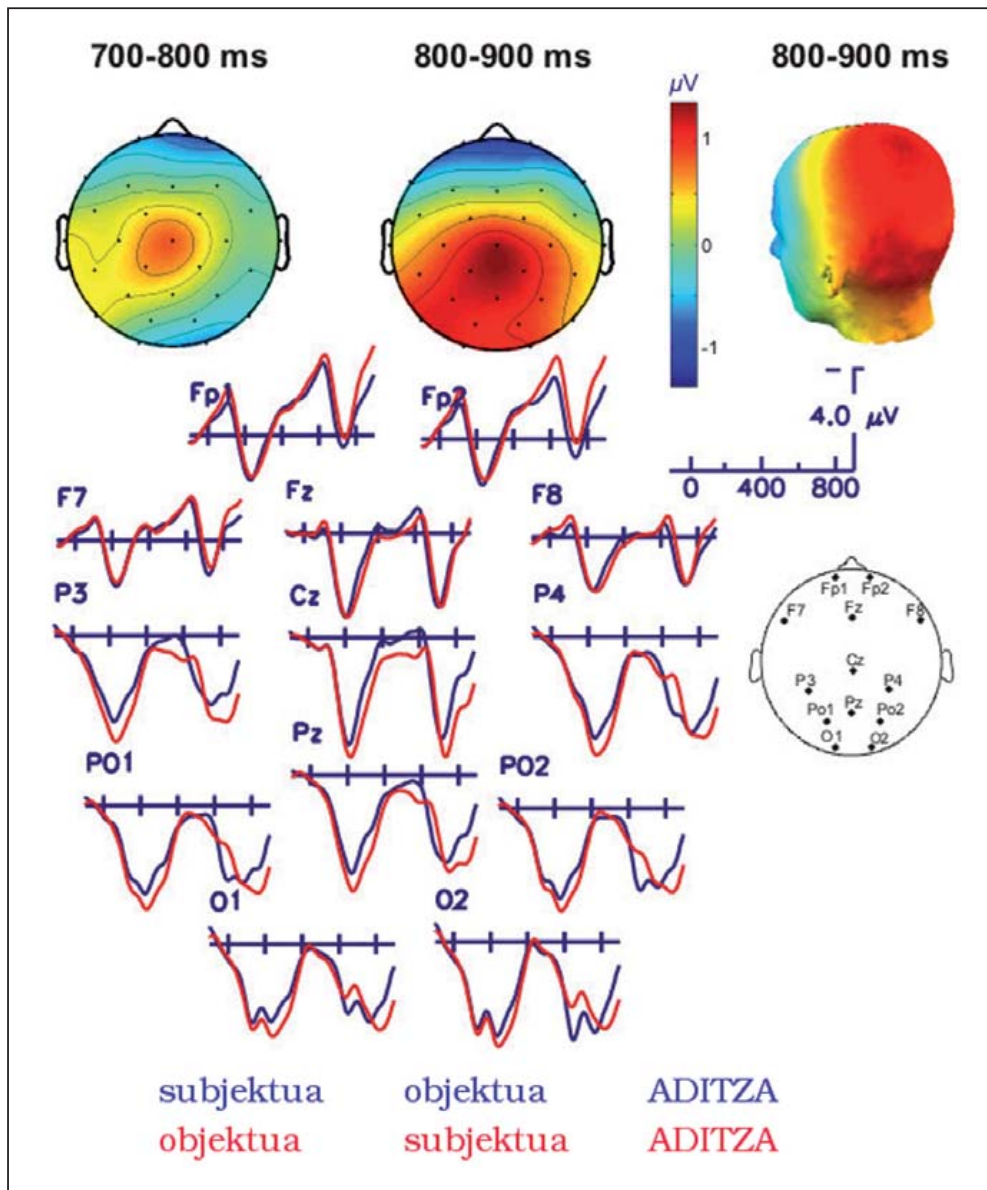 700-800 ms 800-900 ms 800-900 ms
μV
1
0
-1
Fp1 Fp2
4.0 μV
0 400 800
F7 Fz F8
P3 Cz P4
Pz
PO1 PO2
O1 O2
Fp1 Fp2
F7 Fz F8
Cz
P3 P4
Po1 Pz Po2
O1 O2
subjektua objektua ADITZA
objektua subjektua ADITZA